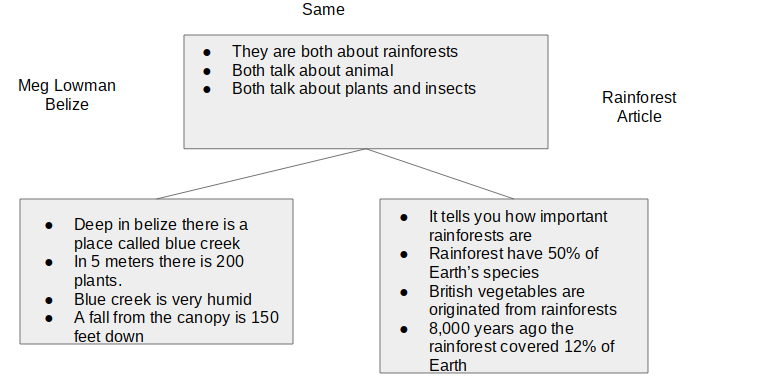 Same
● They are both about rainforests
● Both talk about animal
● Both talk about plants and insects
Meg Lowman
Belize
Rainforest
Article
● Deep in belize there is a
place called blue creek
● In 5 meters there is 200
plants.
● Blue creek is very humid
● A fall from the canopy is 150
feet down
● It tells you how important
rainforests are
● Rainforest have 50% of
Earth’s species
● British vegetables are
originated from rainforests
● 8,000 years ago the
rainforest covered 12% of
Earth